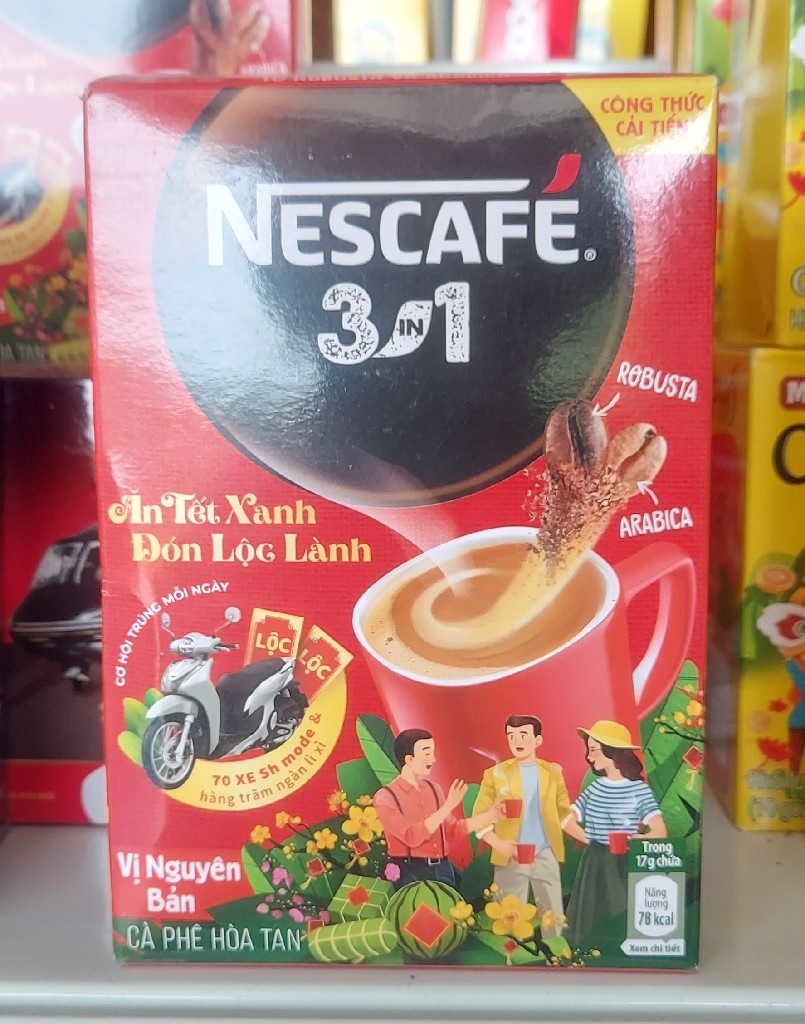 CÔNG THỨC
CẢI TIẾN
NESCAFÉ®
3 IN 1
ROBUSTA
ARABICA
Ăn Tết Xanh
Đón Lộc Lành
CƠ HỘI TRÚNG MỖI NGÀY
LỘC
LỘC
70 XE Sh mode &
hàng trăm ngàn lì xì
Vị Nguyên
Bản
CÀ PHÊ HÒA TAN
Trong
17g chứa
Năng
lượng
78 kcal
Xem chi tiết